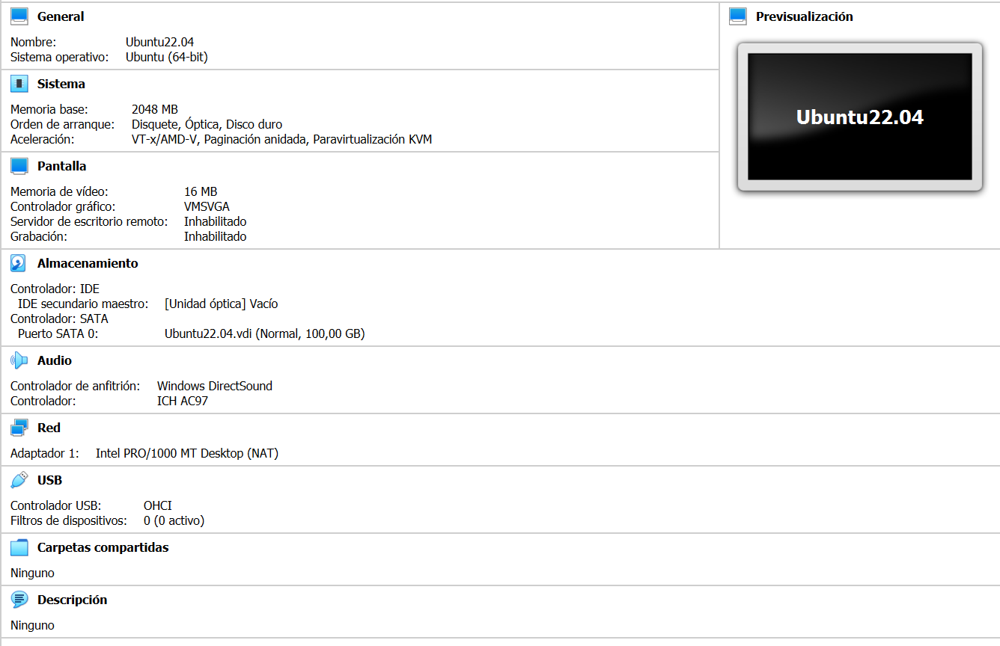 General
Nombre: Ubuntu22.04
Sistema operativo: Ubuntu (64-bit)
Previsualización
Ubuntu22.04
Sistema
Memoria base: 2048 MB
Orden de arranque: Disquete, Óptica, Disco duro
Aceleración: VT-x/AMD-V, Paginación anidada, Paravirtualización KVM
Pantalla
Memoria de vídeo: 16 MB
Controlador gráfico: VMSVGA
Servidor de escritorio remoto: Inhabilitado
Grabación: Inhabilitado
Almacenamiento
Controlador: IDE
IDE secundario maestro: [Unidad óptica] Vacío
Controlador: SATA
Puerto SATA 0: Ubuntu22.04.vdi (Normal, 100,00 GB)
Audio
Controlador de anfitrión: Windows DirectSound
Controlador: ICH AC97
Red
Adaptador 1: Intel PRO/1000 MT Desktop (NAT)
USB
Controlador USB: OHCI
Filtros de dispositivos: 0 (0 activo)
Carpetas compartidas
Ninguno
Descripción
Ninguno